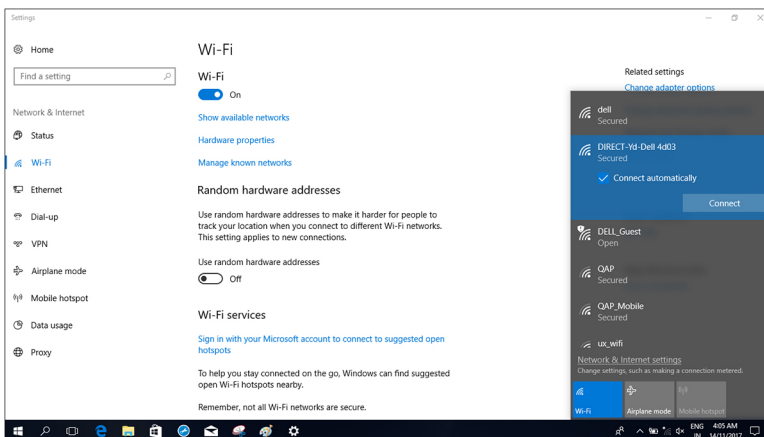 Settings
Home
Find a setting
Network & Internet
Status
Wi-Fi
Ethernet
Dial-up
VPN
Airplane mode
Mobile hotspot
Data usage
Proxy
Wi-Fi
Wi-Fi
On
Show available networks
Hardware properties
Manage known networks
Random hardware addresses
Use random hardware addresses to make it harder for people to
track your location when you connect to different Wi-Fi networks.
This setting applies to new connections.
Use random hardware addresses
Off
Wi-Fi services
Sign in with your Microsoft account to connect to suggested open
hotspots
To help you stay connected on the go, Windows can find suggested
open Wi-Fi hotspots nearby.
Remember, not all Wi-Fi networks are secure.
Related settings
Change adapter options
dell
Secured
DIRECT-Yd-Dell 4d03
Secured
Connect automatically
Connect
DELL_Guest
Open
QAP
Secured
QAP_Mobile
Secured
ux_wifi
Network & Internet settings
Change settings, such as making a connection metered.
Wi-Fi
Airplane mode
Mobile hotspot
ENG
IN
4:05 AM
14/11/2017